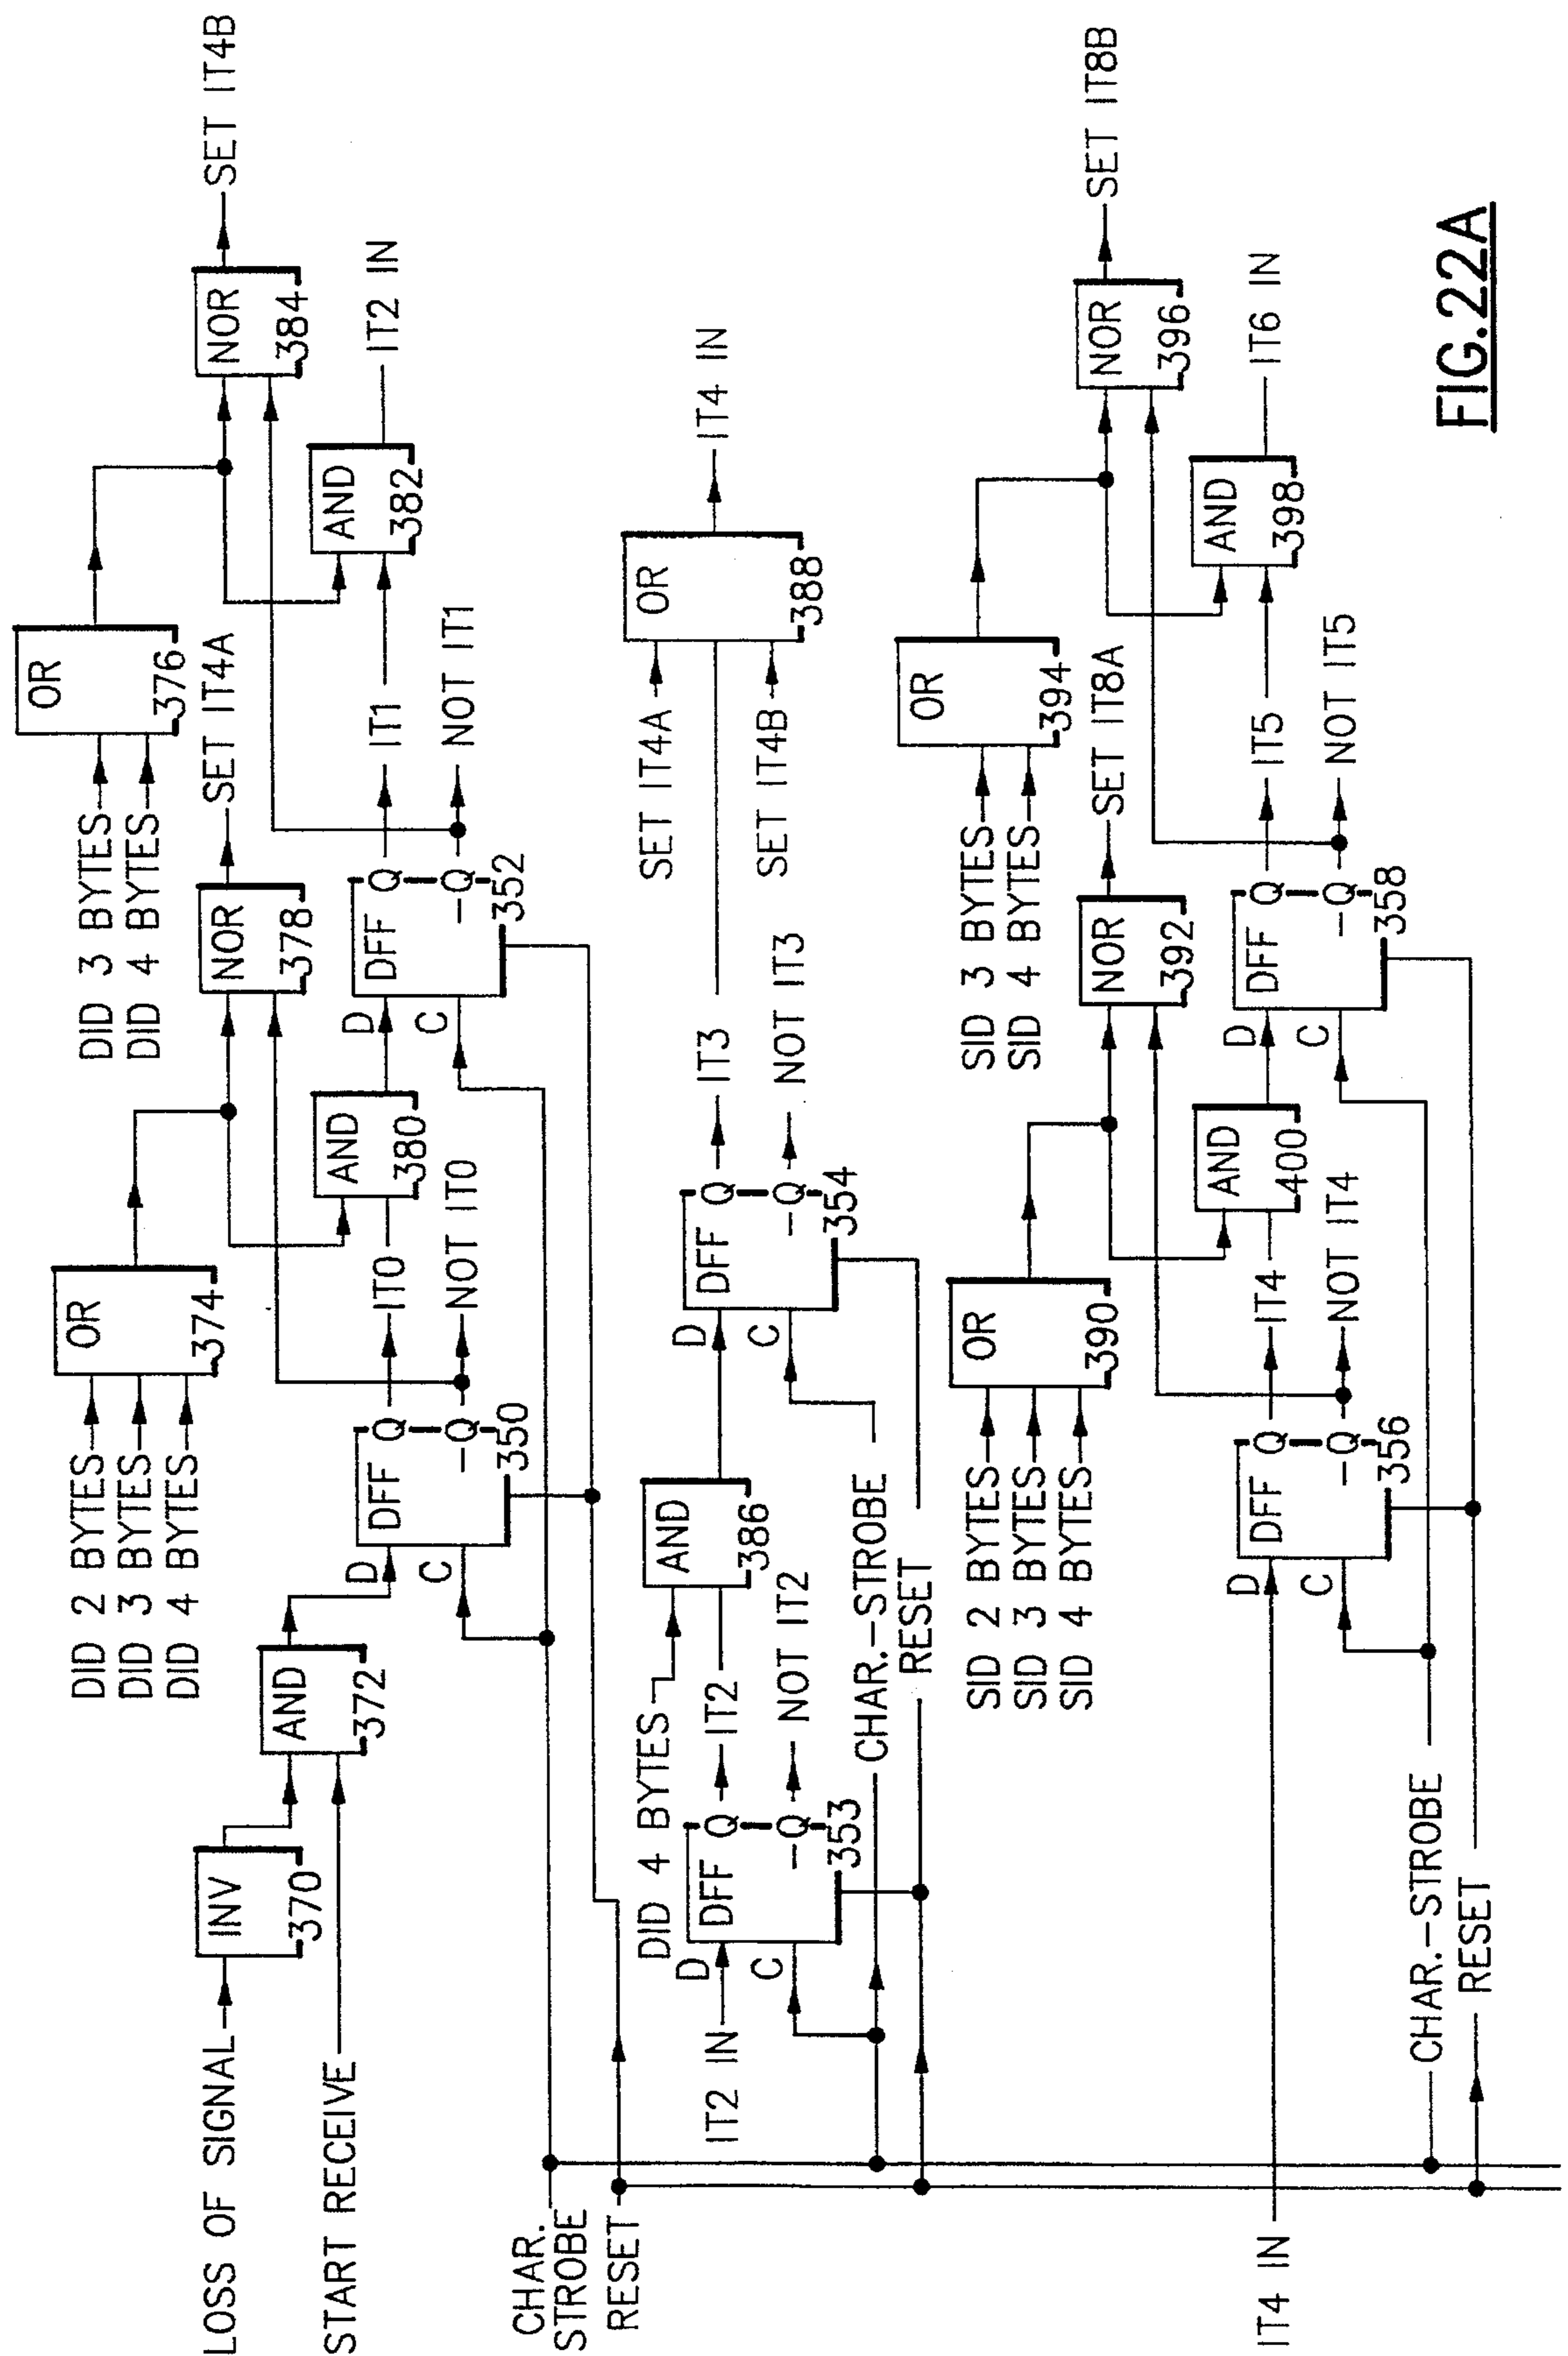 LOSS OF SIGNAL
START RECEIVE
INV
370
AND
372
DID 2 BYTES
DID 3 BYTES
DID 4 BYTES
OR
374
D
C
DFF
Q
-Q
350
IT0
NOT IT0
AND
380
NOR
378
SET IT4A
D
C
DFF
Q
-Q
352
IT1
NOT IT1
DID 3 BYTES
DID 4 BYTES
OR
376
AND
382
IT2 IN
NOR
384
SET IT4B
CHAR.
STROBE
RESET
IT2 IN
D
C
DFF
Q
-Q
353
DID 4 BYTES
IT2
NOT IT2
AND
386
CHAR.-STROBE
RESET
D
C
DFF
Q
-Q
354
IT3
NOT IT3
SET IT4A
SET IT4B
OR
388
IT4 IN
IT4 IN
CHAR.-STROBE
RESET
D
C
DFF
Q
-Q
356
SID 2 BYTES
SID 3 BYTES
SID 4 BYTES
OR
390
IT4
NOT IT4
AND
400
NOR
392
SET IT8A
D
C
DFF
Q
-Q
358
IT5
NOT IT5
SID 3 BYTES
SID 4 BYTES
OR
394
AND
398
IT6 IN
NOR
396
SET IT8B
FIG.22A